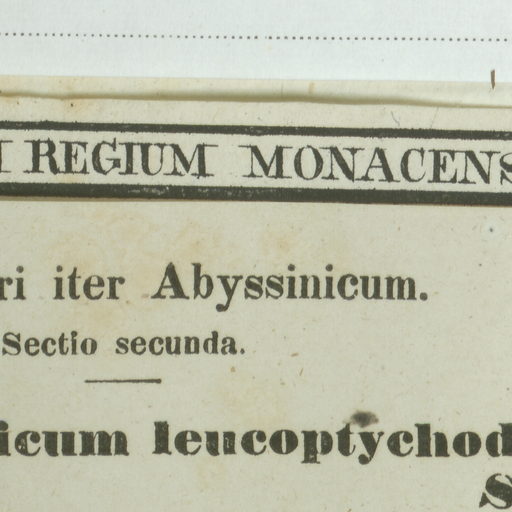 REGIUM MONACENS
ri iter Abyssinicum.
Sectio secunda.
icum leucoptychod
S